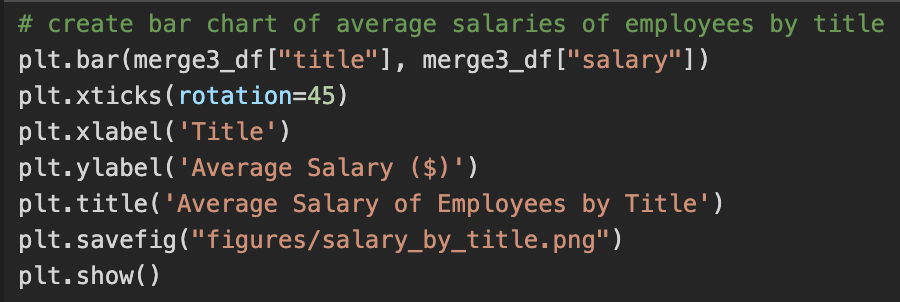 # create bar chart of average salaries of employees by title
plt.bar(merge3_df["title"], merge3_df["salary"])
plt.xticks(rotation=45)
plt.xlabel('Title')
plt.ylabel('Average Salary ($)')
plt.title('Average Salary of Employees by Title')
plt.savefig("figures/salary_by_title.png")
plt.show()